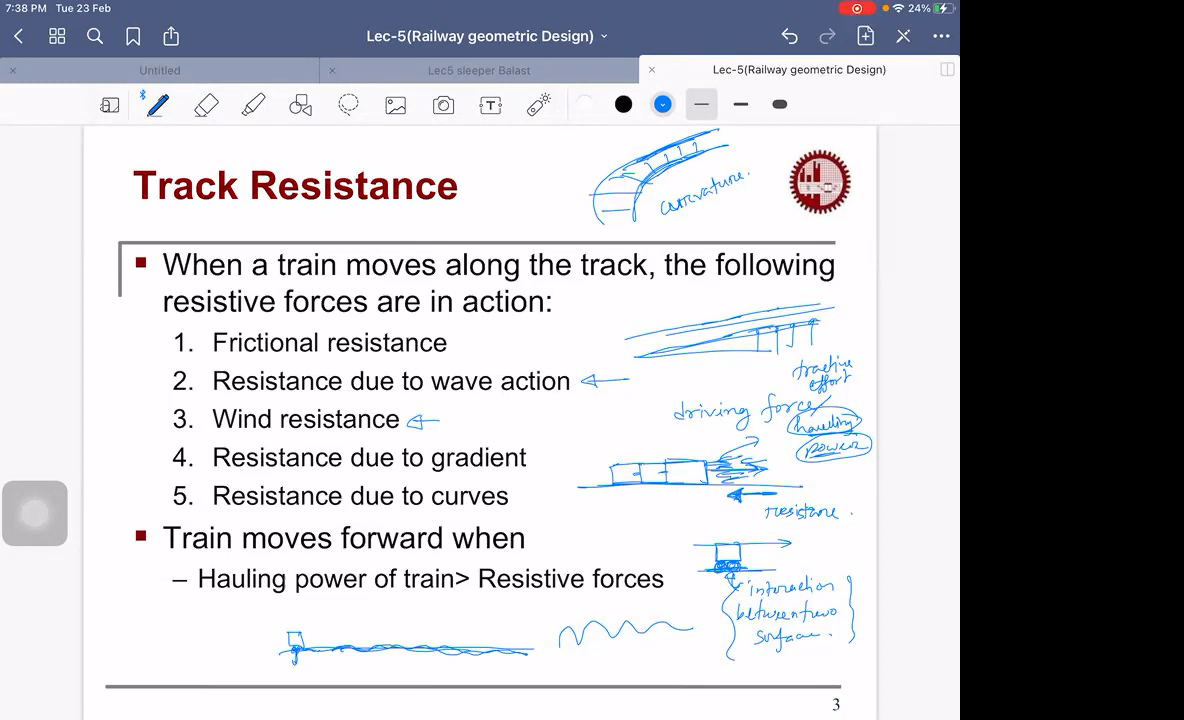 7:38 PM Tue 23 Feb
24%
Lec-5(Railway geometric Design)
Untitled
Lec5 sleeper Balast
Lec-5(Railway geometric Design)
Track Resistance
curvature.
When a train moves along the track, the following
resistive forces are in action:
1. Frictional resistance
2. Resistance due to wave action
3. Wind resistance
4. Resistance due to gradient
5. Resistance due to curves
tractive
effort
driving force/
hauling
power
resistane.
Train moves forward when
– Hauling power of train> Resistive forces
interaction
between two
surface.
3